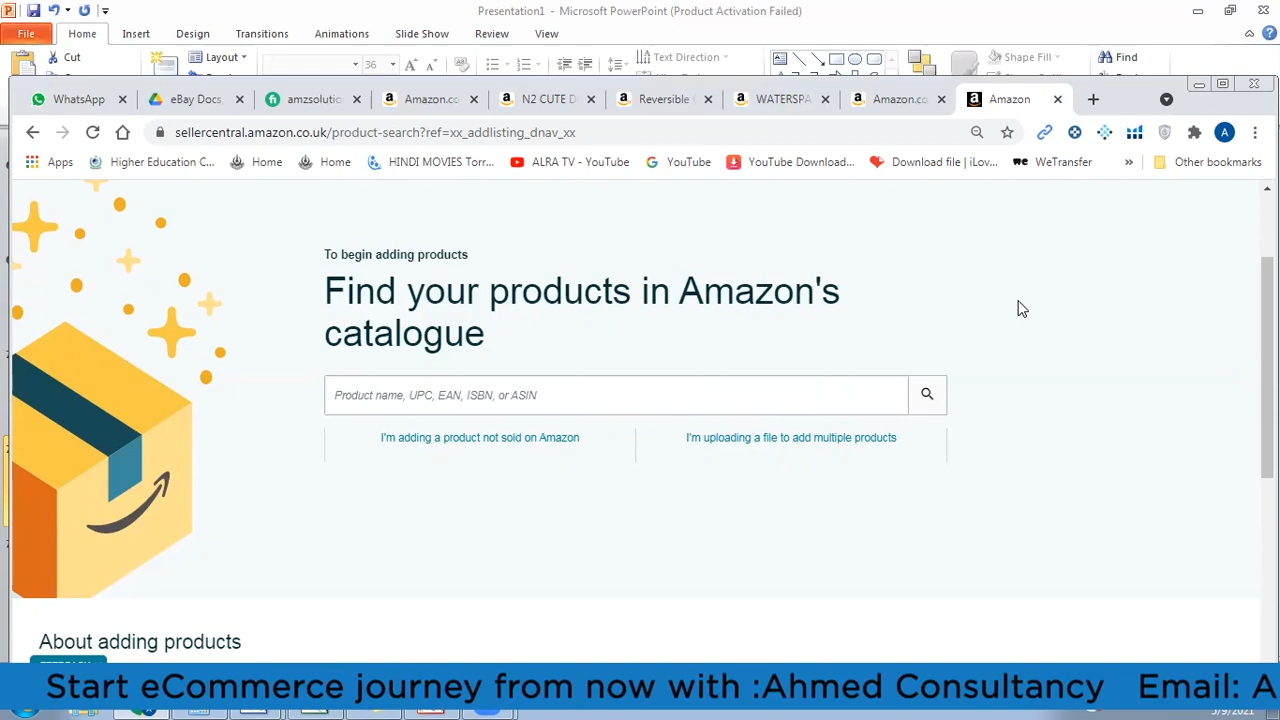 Presentation1 - Microsoft PowerPoint (Product Activation Failed)
File Home Insert Design Transitions Animations Slide Show Review View
Cut Layout 36 Text Direction Shape Fill Find
WhatsApp eBay Docs, amzsolutio Amazon.co N2 CUTE D Reversible WATERSPA Amazon.co Amazon
sellercentral.amazon.co.uk/product-search?ref=xx_addlisting_dnav_xx
Apps Higher Education C... Home Home HINDI MOVIES Torr... ALRA TV - YouTube YouTube YouTube Download... Download file | iLov... WeTransfer » Other bookmarks
To begin adding products
Find your products in Amazon's
catalogue
Product name, UPC, EAN, ISBN, or ASIN
I'm adding a product not sold on Amazon I'm uploading a file to add multiple products
About adding products
Start eCommerce journey from now with :Ahmed Consultancy Email: A